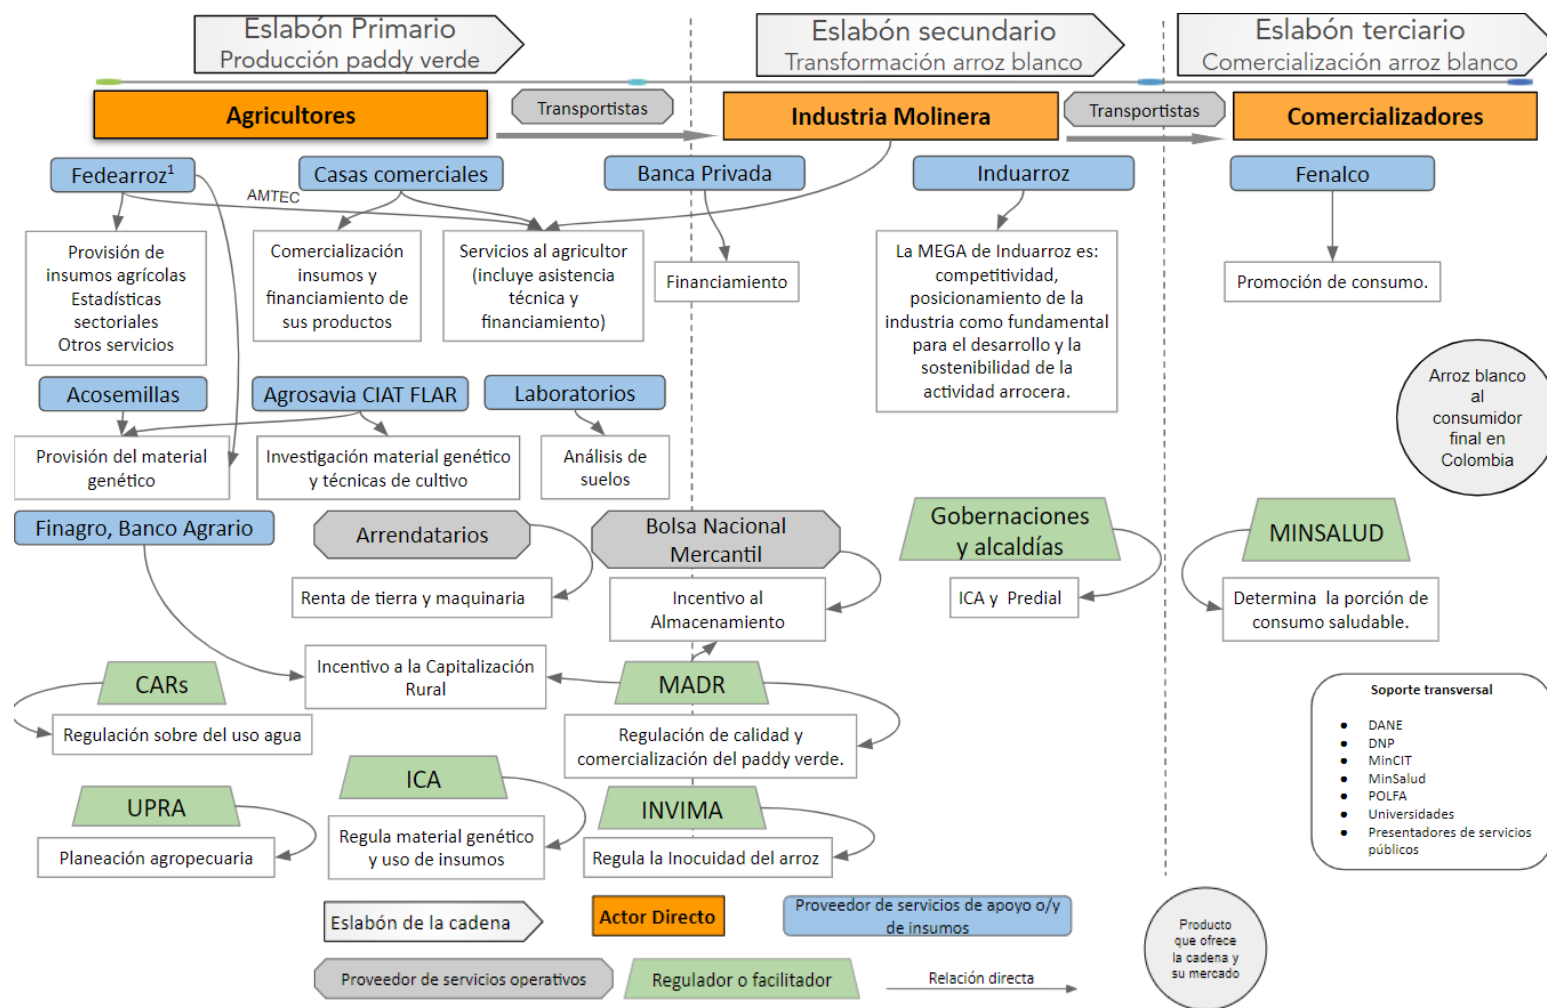 Eslabón Primario
Producción paddy verde
Eslabón secundario
Transformación arroz blanco
Eslabón terciario
Comercialización arroz blanco
Agricultores
Transportistas
Industria Molinera
Transportistas
Comercializadores
Fedearroz¹
Casas comerciales
Banca Privada
Induarroz
Fenalco
AMTEC
Provisión de
insumos agrícolas
Estadísticas
sectoriales
Otros servicios
Comercialización
insumos y
financiamiento de
sus productos
Servicios al agricultor
(incluye asistencia
técnica y
financiamiento)
Financiamiento
La MEGA de Induarroz es:
competitividad,
posicionamiento de la
industria como fundamental
para el desarrollo y la
sostenibilidad de la
actividad arrocera.
Promoción de consumo.
Arroz blanco
al
consumidor
final en
Colombia
Acosemillas
Agrosavia CIAT FLAR
Laboratorios
Provisión del material
genético
Investigación material genético
y técnicas de cultivo
Análisis de
suelos
Finagro, Banco Agrario
Arrendatarios
Bolsa Nacional
Mercantil
Gobernaciones
y alcaldías
MINSALUD
Renta de tierra y maquinaria
Incentivo al
Almacenamiento
ICA y  Predial
Determina  la porción de
consumo saludable.
Incentivo a la Capitalización
Rural
CARs
MADR
Regulación sobre del uso agua
Regulación de calidad y
comercialización del paddy verde.
Soporte transversal
● DANE
● DNP
● MinCIT
● MinSalud
● POLFA
● Universidades
● Presentadores de servicios
públicos
UPRA
ICA
INVIMA
Planeación agropecuaria
Regula material genético
y uso de insumos
Regula la Inocuidad del arroz
Eslabón de la cadena
Actor Directo
Proveedor de servicios de apoyo o/y
de insumos
Producto
que ofrece
la cadena y
su mercado
Proveedor de servicios operativos
Regulador o facilitador
Relación directa